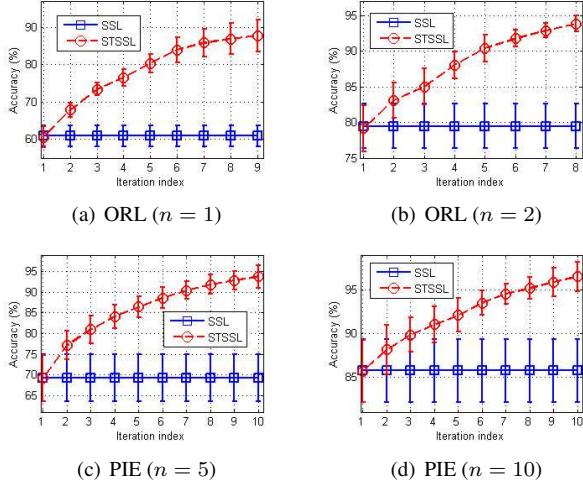 90
80
70
60
Accuracy (%)
SSL
STSSL
1 2 3 4 5 6 7 8 9
Iteration index
(a) ORL (n = 1)
95
90
85
80
75
Accuracy (%)
SSL
STSSL
1 2 3 4 5 6 7 8
Iteration index
(b) ORL (n = 2)
95
90
85
80
75
70
65
Accuracy (%)
SSL
STSSL
1 2 3 4 5 6 7 8 9 10
Iteration index
(c) PIE (n = 5)
95
90
85
Accuracy (%)
SSL
STSSL
1 2 3 4 5 6 7 8 9 10
Iteration index
(d) PIE (n = 10)